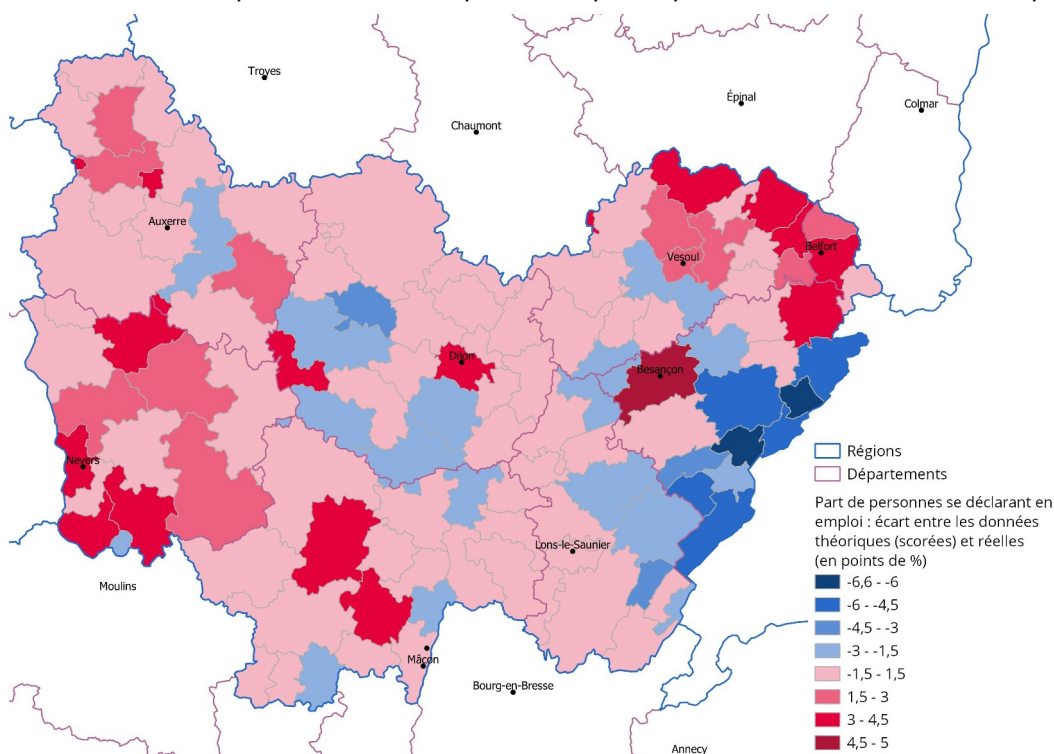 Troyes
Épinal
Colmar
Chaumont
Auxerre
Belfort
Vesoul
Dijon
Besançon
Nevers
Régions
Départements
Part de personnes se déclarant en
emploi : écart entre les données
théoriques (scorées) et réelles
(en points de %)
Lons-le-Saunier
Moulins
-6,6 - -6
-6 - -4,5
-4,5 - -3
-3 - -1,5
-1,5 - 1,5
1,5 - 3
3 - 4,5
4,5 - 5
Mâcon
Bourg-en-Bresse
Annecy